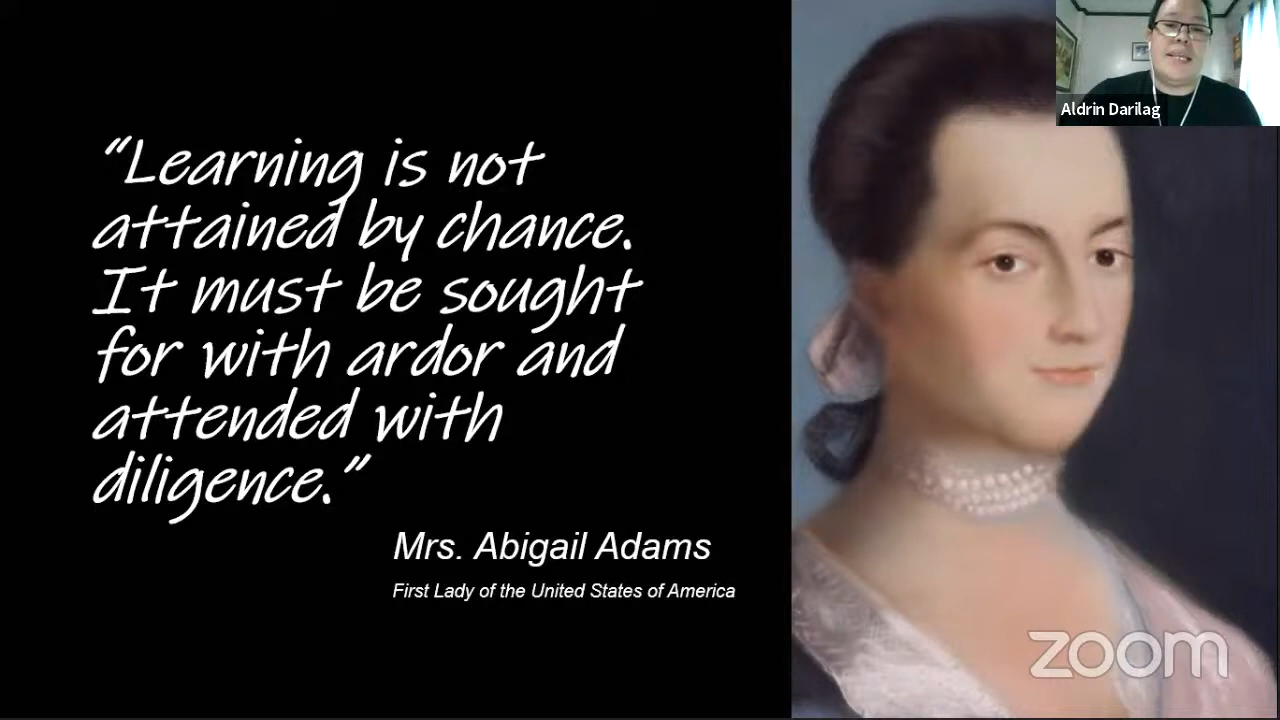 Aldrin Darilag
“Learning is not
attained by chance.
It must be sought
for with ardor and
attended with
diligence.”
Mrs. Abigail Adams
First Lady of the United States of America
zoom